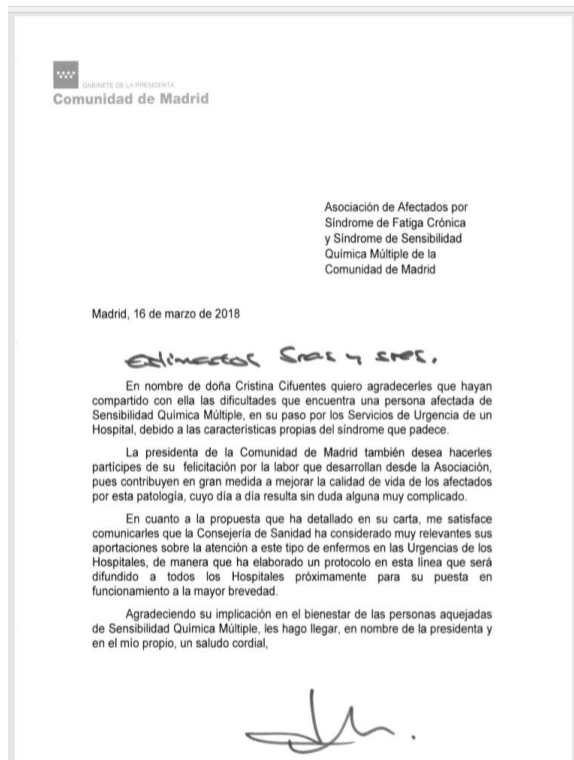 GABINETE DE LA PRESIDENTA
Comunidad de Madrid
Asociación de Afectados por
Síndrome de Fatiga Crónica
y Síndrome de Sensibilidad
Química Múltiple de la
Comunidad de Madrid
Madrid, 16 de marzo de 2018
Estimados Sras y sres.
En nombre de doña Cristina Cifuentes quiero agradecerles que hayan
compartido con ella las dificultades que encuentra una persona afectada de
Sensibilidad Química Múltiple, en su paso por los Servicios de Urgencia de un
Hospital, debido a las características propias del síndrome que padece.
La presidenta de la Comunidad de Madrid también desea hacerles
partícipes de su felicitación por la labor que desarrollan desde la Asociación,
pues contribuyen en gran medida a mejorar la calidad de vida de los afectados
por esta patología, cuyo día a día resulta sin duda alguna muy complicado.
En cuanto a la propuesta que ha detallado en su carta, me satisface
comunicarles que la Consejería de Sanidad ha considerado muy relevantes sus
aportaciones sobre la atención a este tipo de enfermos en las Urgencias de los
Hospitales, de manera que ha elaborado un protocolo en esta línea que será
difundido a todos los Hospitales próximamente para su puesta en
funcionamiento a la mayor brevedad.
Agradeciendo su implicación en el bienestar de las personas aquejadas
de Sensibilidad Química Múltiple, les hago llegar, en nombre de la presidenta y
en el mío propio, un saludo cordial,